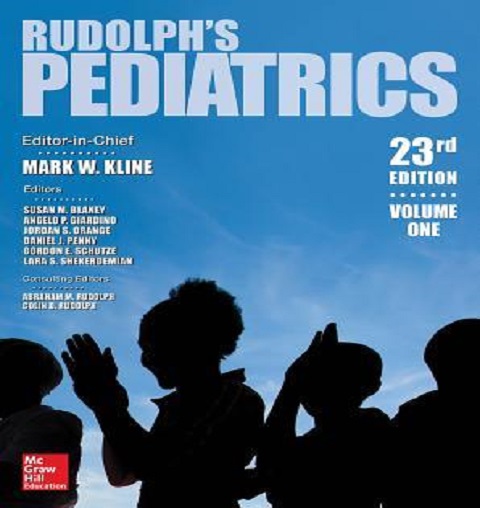 RUDOLPH'S
PEDIATRICS
Editor-in-Chief
MARK W. KLINE
Editors
SUSAN M. BLANEY
ANGELO P. GIARDINO
JORDAN S. ORANGE
DANIEL J. PENNY
GORDON E. SCHUTZE
LARA S. SHEKERDEMIAN
Consulting Editors
ABRAHAM M. RUDOLPH
COLIN D. RUDOLPH
23rd
EDITION
VOLUME
ONE
Mc
Graw
Hill
Education